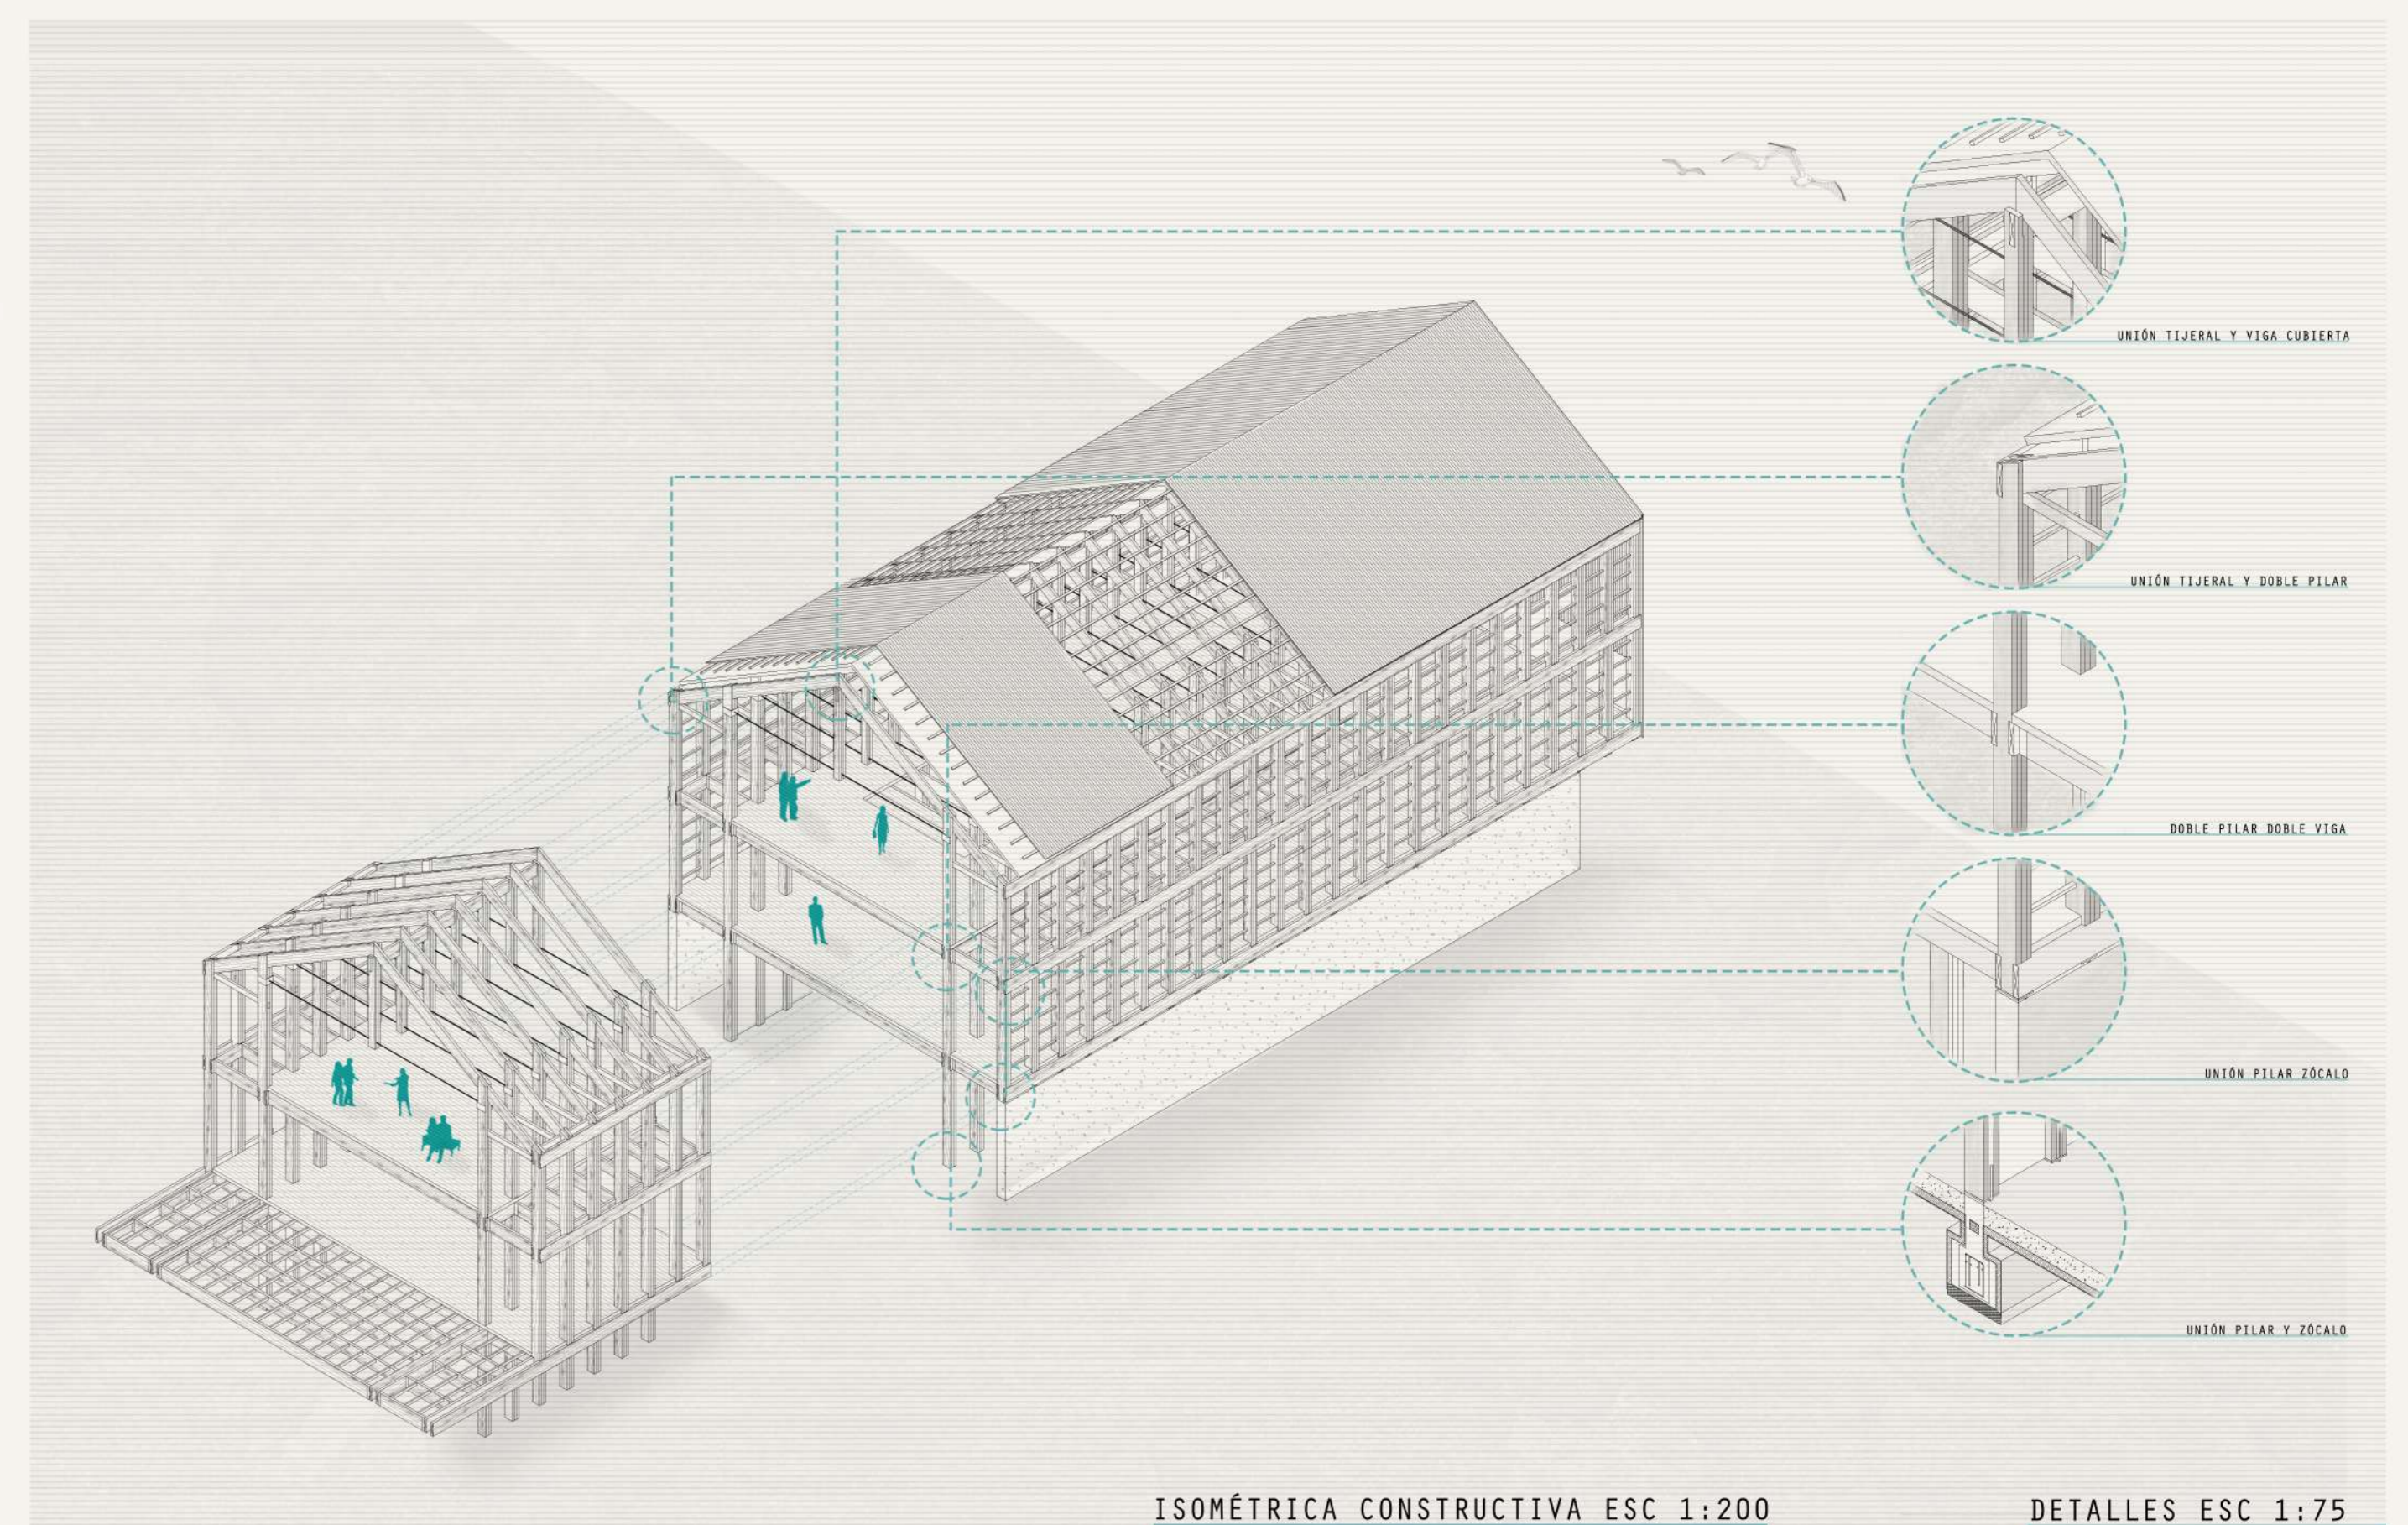 UNIÓN TIJERAL Y VIGA CUBIERTA
UNIÓN TIJERAL Y DOBLE PILAR
DOBLE PILAR DOBLE VIGA
UNIÓN PILAR ZÓCALO
UNIÓN PILAR Y ZÓCALO
ISOMÉTRICA CONSTRUCTIVA ESC 1:200
DETALLES ESC 1:75